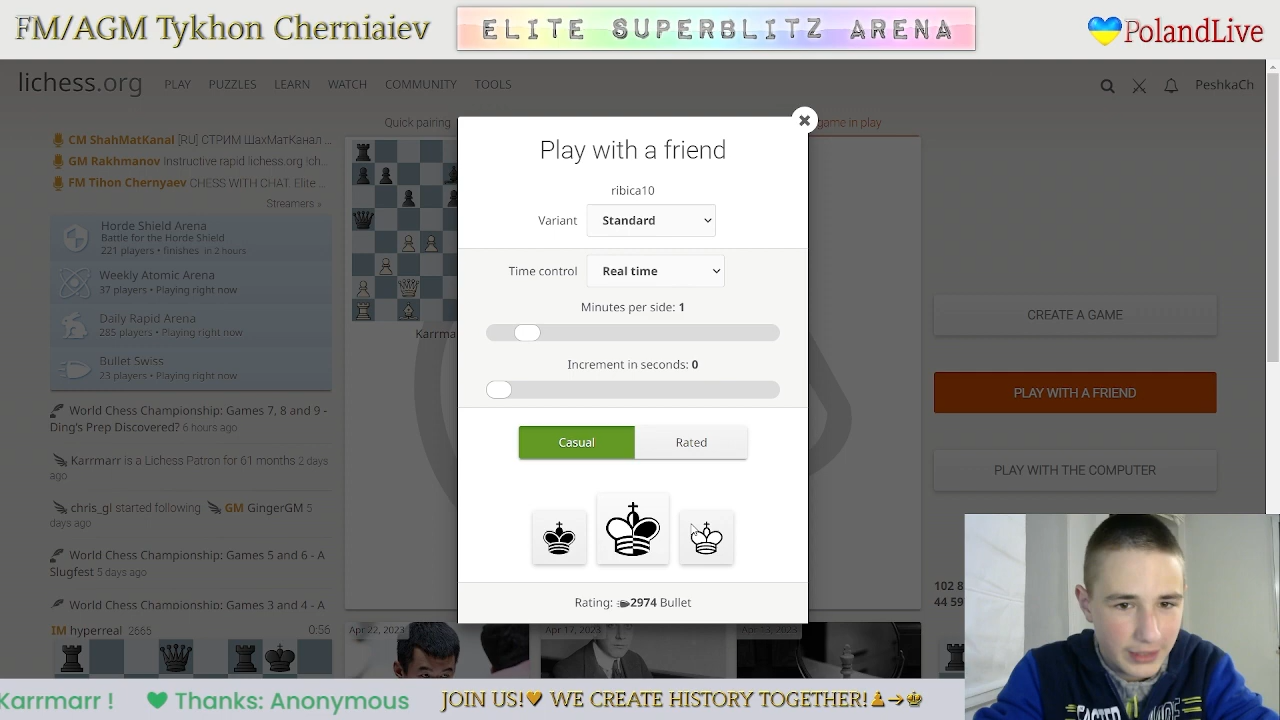 FM/AGM Tykhon Cherniaiev
ELITE SUPERBLITZ ARENA
PolandLive
lichess.org
PLAY PUZZLES LEARN WATCH COMMUNITY TOOLS
PeshkaCh
CM ShahMatKanal [RU] СТРИМ ШахМатКанал ...
GM Rakhmanov Instructive rapid lichess.org !ch...
FM Tihon Chernyaev CHESS WITH CHAT. Elite ...
Streamers »
Horde Shield Arena
Battle for the Horde Shield
221 players • finishes in 2 hours
Weekly Atomic Arena
37 players • Playing right now
Daily Rapid Arena
285 players • Playing right now
Bullet Swiss
23 players • Playing right now
World Chess Championship: Games 7, 8 and 9 -
Ding's Prep Discovered? 6 hours ago
Karrmarr is a Lichess Patron for 61 months 2 days
ago
chris_gl started following GM GingerGM 5
days ago
World Chess Championship: Games 5 and 6 - A
Slugfest 5 days ago
World Chess Championship: Games 3 and 4 - A
IM hyperreal 2665 0:56
Quick pairing
game in play
Karrma
Play with a friend
ribica10
Variant Standard
Time control Real time
Minutes per side: 1
Increment in seconds: 0
Casual Rated
Rating: 2974 Bullet
CREATE A GAME
PLAY WITH A FRIEND
PLAY WITH THE COMPUTER
102 8
44 59
Apr 22, 2023 Apr 17, 2023 Apr 13, 2023
Karrmarr ! Thanks: Anonymous
JOIN US! WE CREATE HISTORY TOGETHER!